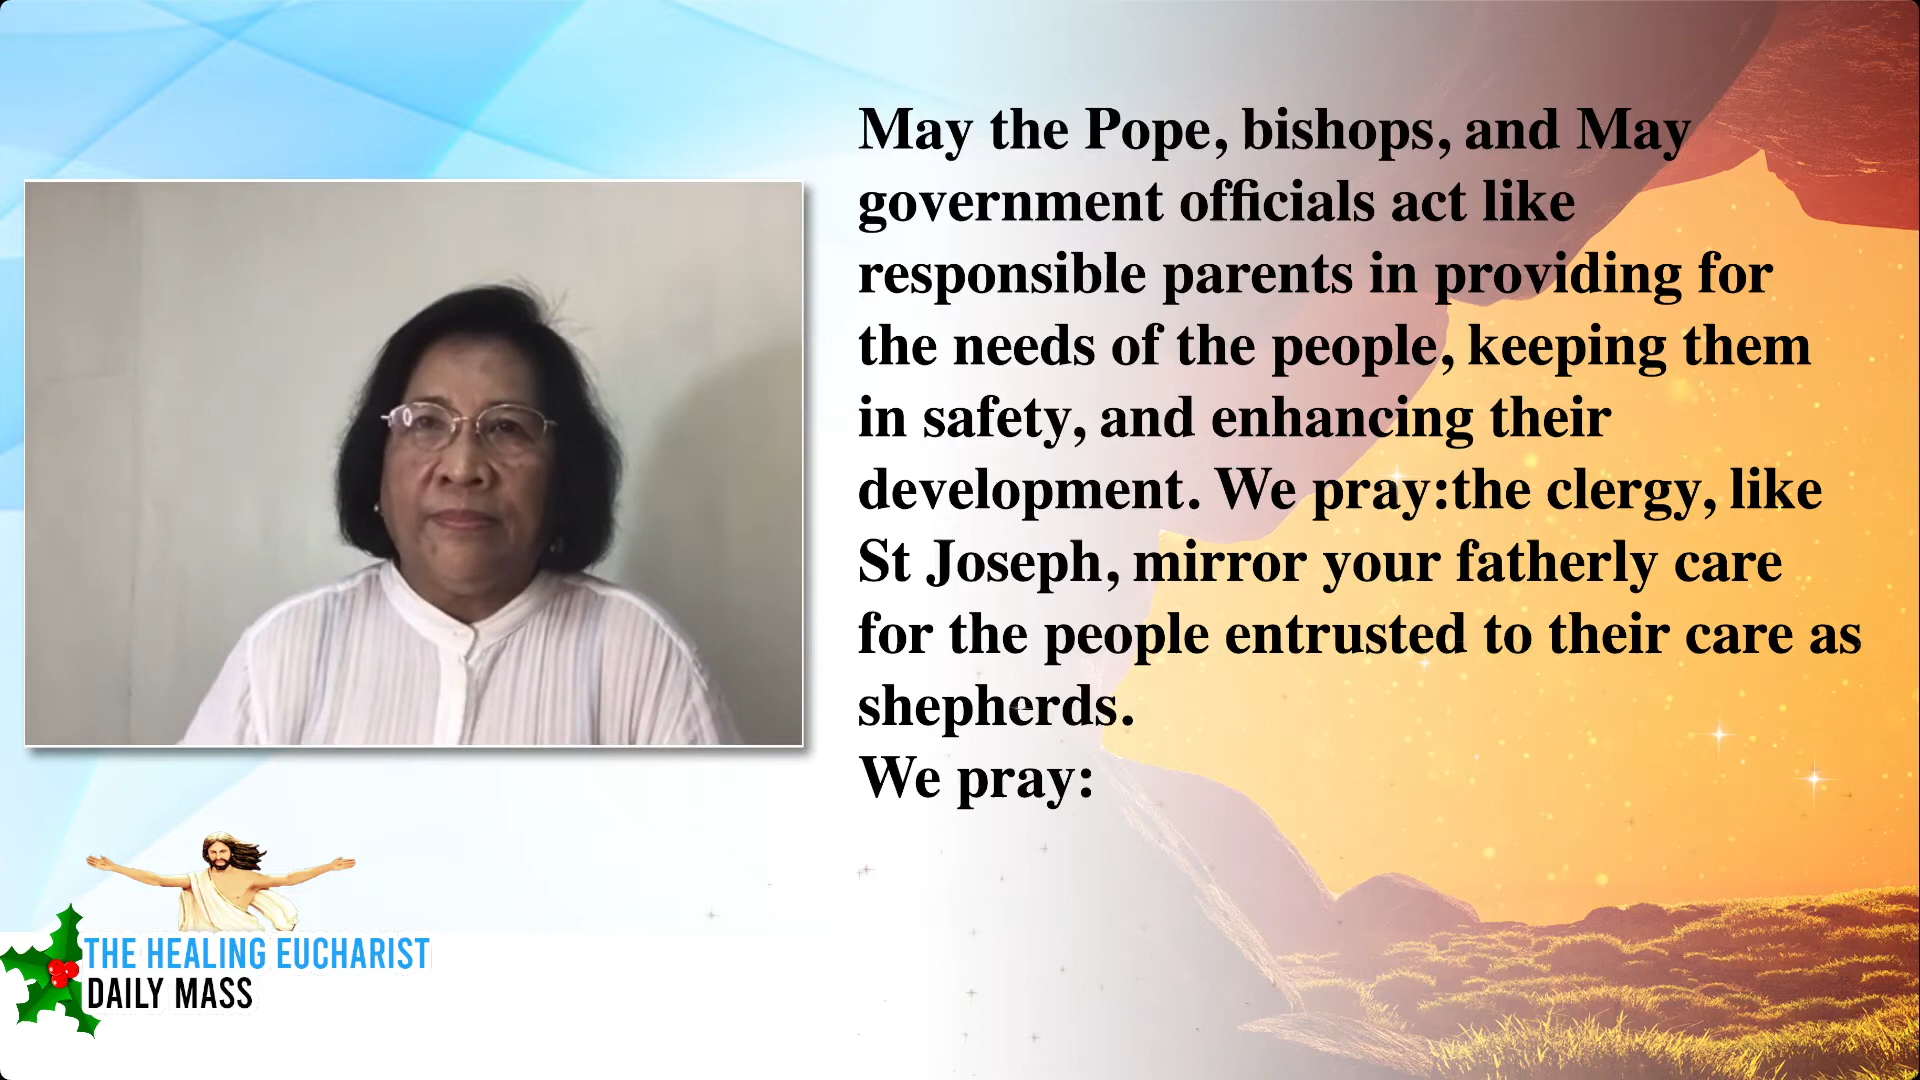 May the Pope, bishops, and May
government officials act like
responsible parents in providing for
the needs of the people, keeping them
in safety, and enhancing their
development. We pray:the clergy, like
St Joseph, mirror your fatherly care
for the people entrusted to their care as
shepherds.
We pray:
THE HEALING EUCHARIST
DAILY MASS